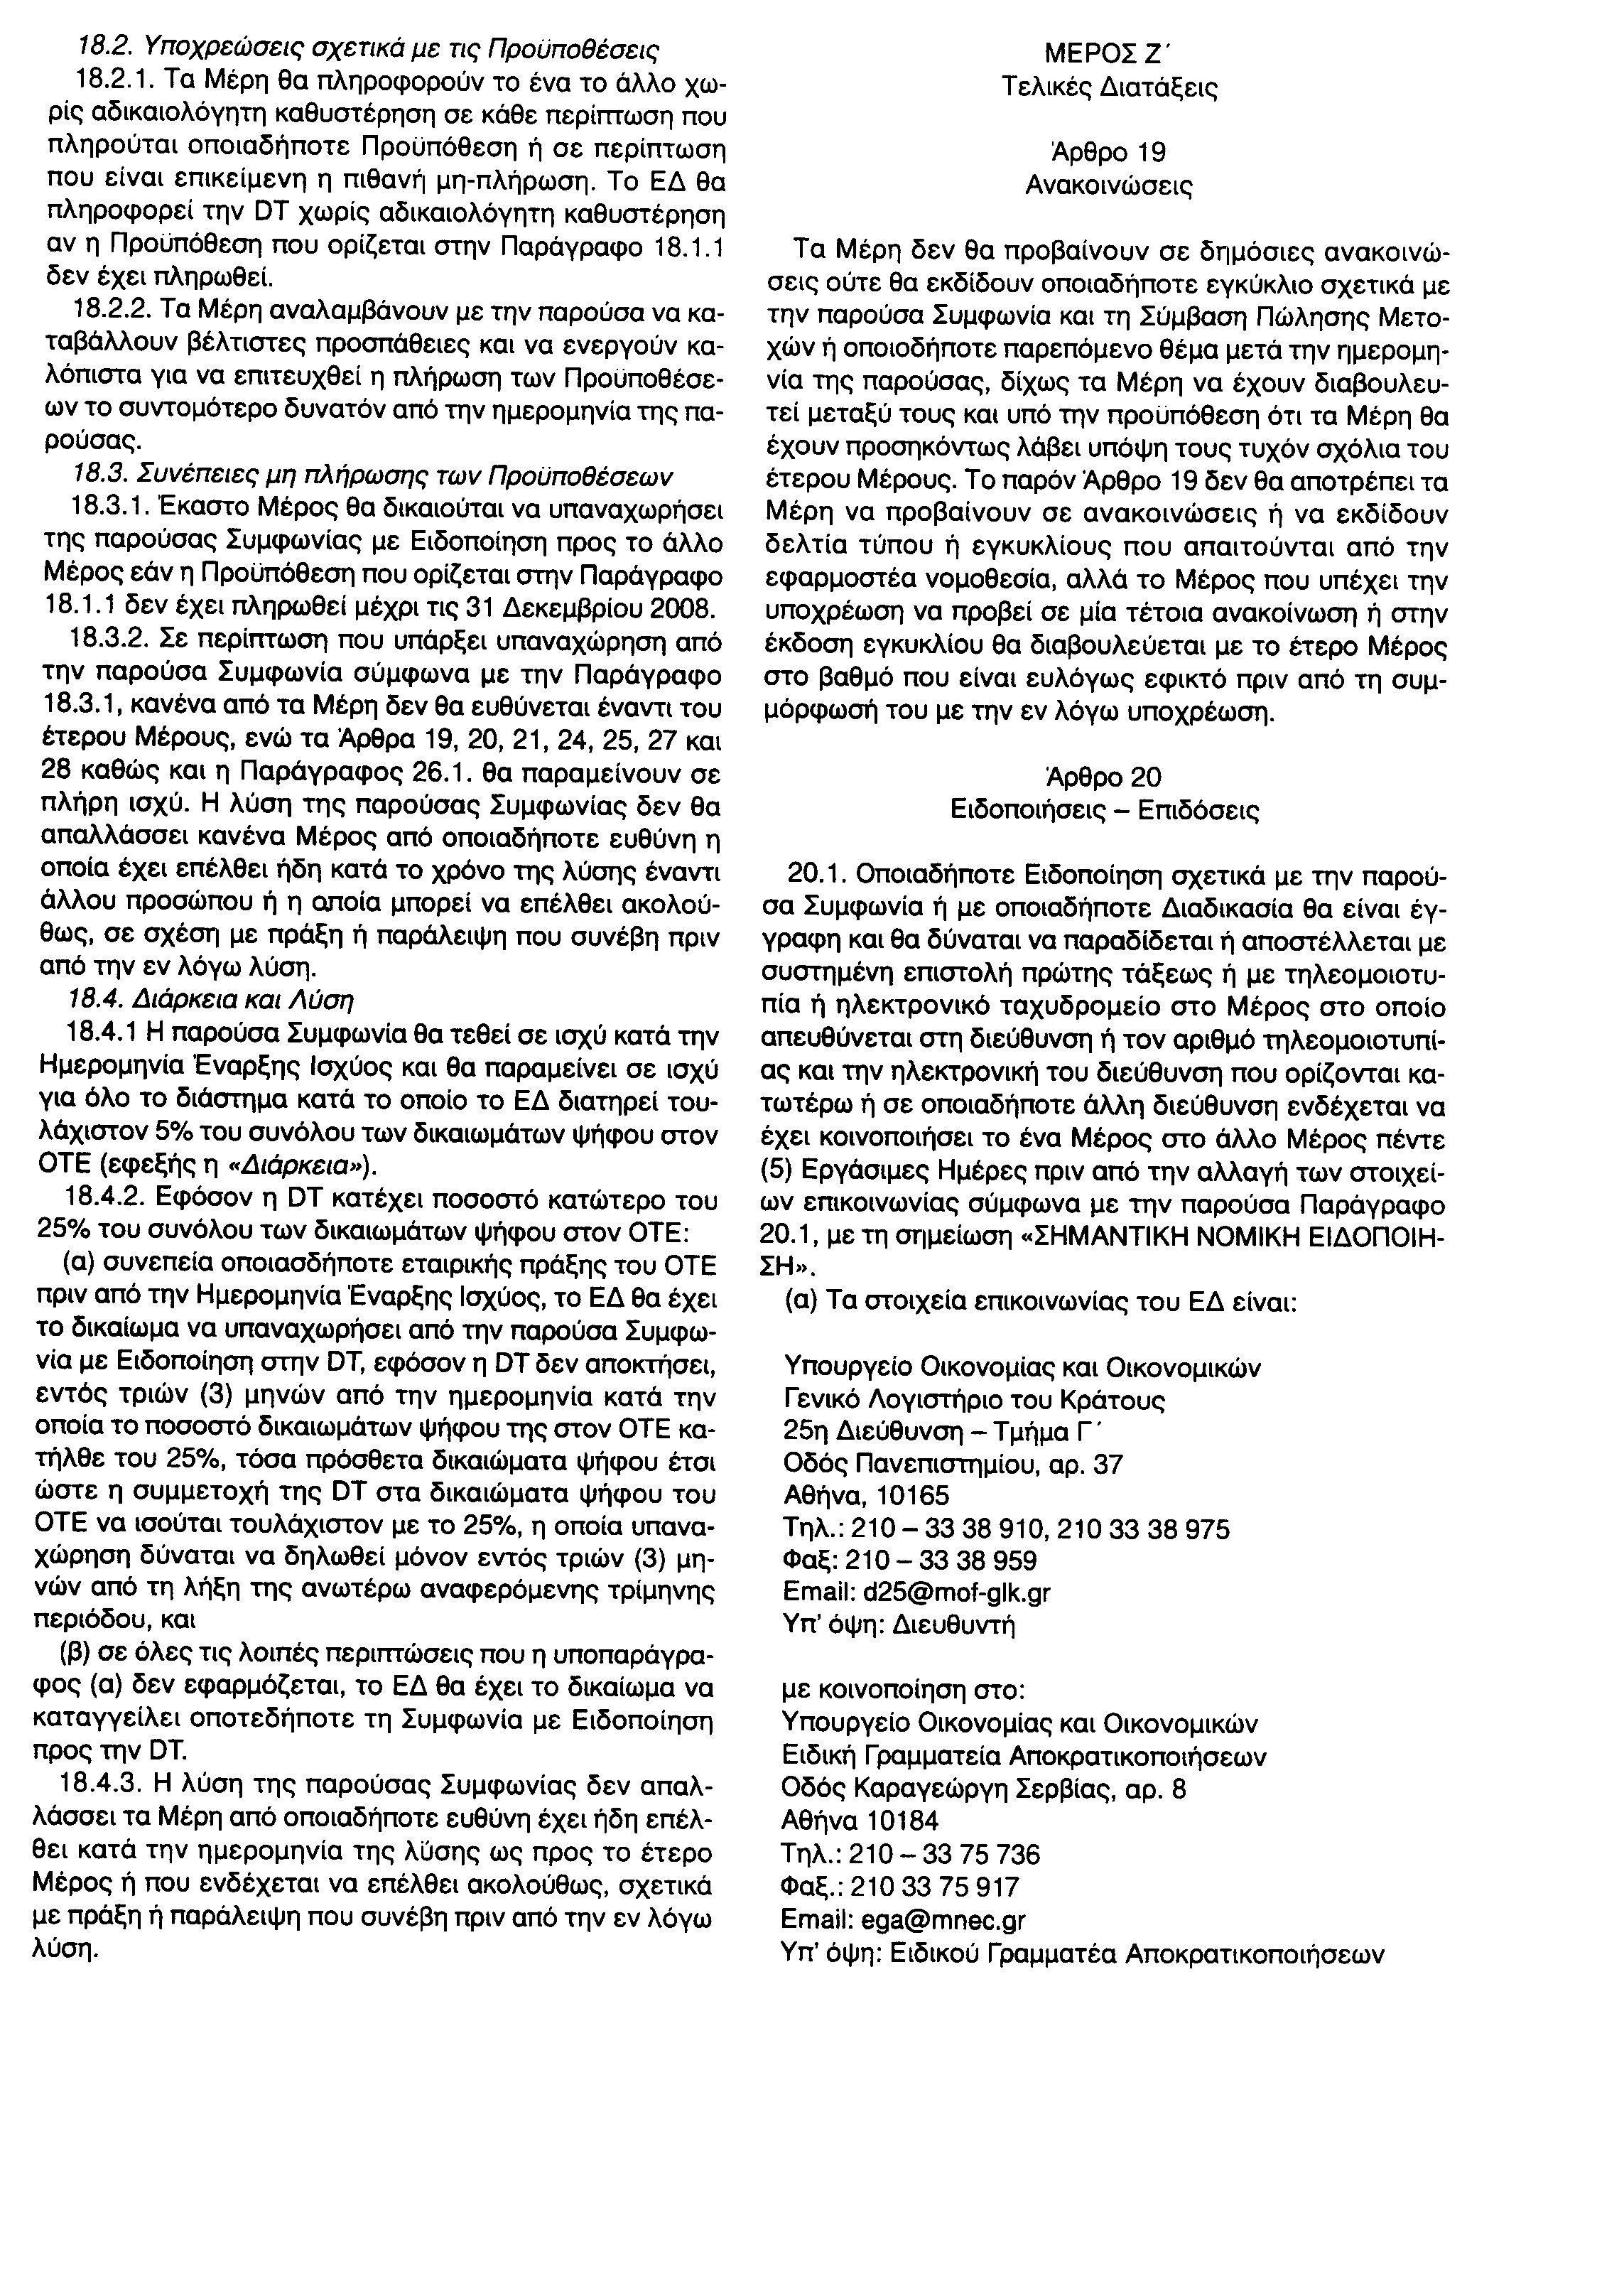 18.2. Υποχρεώσεις σχετικά με τις Προϋποθέσεις
18.2.1. Τα Μέρη θα πληροφορούν το ένα το άλλο χω-
ρίς αδικαιολόγητη καθυστέρηση σε κάθε περίπτωση που
πληρούται οποιαδήποτε Προϋπόθεση ή σε περίπτωση
που είναι επικείμενη η πιθανή μη-πλήρωση. Το ΕΔ θα
πληροφορεί την DT χωρίς αδικαιολόγητη καθυστέρηση
αν η Προϋπόθεση που ορίζεται στην Παράγραφο 18.1.1
δεν έχει πληρωθεί.
18.2.2. Τα Μέρη αναλαμβάνουν με την παρούσα να κα-
ταβάλλουν βέλτιστες προσπάθειες και να ενεργούν κα-
λόπιστα για να επιτευχθεί η πλήρωση των Προϋποθέσε-
ων το συντομότερο δυνατόν από την ημερομηνία της πα-
ρούσας.
18.3. Συνέπειες μη πλήρωσης των Προϋποθέσεων
18.3.1. Έκαστο Μέρος θα δικαιούται να υπαναχωρήσει
της παρούσας Συμφωνίας με Ειδοποίηση προς το άλλο
Μέρος εάν η Προϋπόθεση που ορίζεται στην Παράγραφο
18.1.1 δεν έχει πληρωθεί μέχρι τις 31 Δεκεμβρίου 2008.
18.3.2. Σε περίπτωση που υπάρξει υπαναχώρηση από
την παρούσα Συμφωνία σύμφωνα με την Παράγραφο
18.3.1, κανένα από τα Μέρη δεν θα ευθύνεται έναντι του
έτερου Μέρους, ενώ τα Άρθρα 19, 20, 21, 24, 25, 27 και
28 καθώς και η Παράγραφος 26.1. θα παραμείνουν σε
πλήρη ισχύ. Η λύση της παρούσας Συμφωνίας δεν θα
απαλλάσσει κανένα Μέρος από οποιαδήποτε ευθύνη η
οποία έχει επέλθει ήδη κατά το χρόνο της λύσης έναντι
άλλου προσώπου ή η οποία μπορεί να επέλθει ακολού-
θως, σε σχέση με πράξη ή παράλειψη που συνέβη πριν
από την εν λόγω λύση.
18.4. Διάρκεια και Λύση
18.4.1 Η παρούσα Συμφωνία θα τεθεί σε ισχύ κατά την
Ημερομηνία Έναρξης Ισχύος και θα παραμείνει σε ισχύ
για όλο το διάστημα κατά το οποίο το ΕΔ διατηρεί του-
λάχιστον 5% του συνόλου των δικαιωμάτων ψήφου στον
ΟΤΕ (εφεξής η «Διάρκεια»).
18.4.2. Εφόσον η DT κατέχει ποσοστό κατώτερο του
25% του συνόλου των δικαιωμάτων ψήφου στον ΟΤΕ:
(α) συνεπεία οποιασδήποτε εταιρικής πράξης του ΟΤΕ
πριν από την Ημερομηνία Έναρξης Ισχύος, το ΕΔ θα έχει
το δικαίωμα να υπαναχωρήσει από την παρούσα Συμφω-
νία με Ειδοποίηση στην DT, εφόσον η DT δεν αποκτήσει,
εντός τριών (3) μηνών από την ημερομηνία κατά την
οποία το ποσοστό δικαιωμάτων ψήφου της στον ΟΤΕ κα-
τήλθε του 25%, τόσα πρόσθετα δικαιώματα ψήφου έτσι
ώστε η συμμετοχή της DT στα δικαιώματα ψήφου του
ΟΤΕ να ισούται τουλάχιστον με το 25%, η οποία υπανα-
χώρηση δύναται να δηλωθεί μόνον εντός τριών (3) μη-
νών από τη λήξη της ανωτέρω αναφερόμενης τρίμηνης
περιόδου, και
(β) σε όλες τις λοιπές περιπτώσεις που η υποπαράγρα-
φος (α) δεν εφαρμόζεται, το ΕΔ θα έχει το δικαίωμα να
καταγγείλει οποτεδήποτε τη Συμφωνία με Ειδοποίηση
προς την DT.
18.4.3. Η λύση της παρούσας Συμφωνίας δεν απαλ-
λάσσει τα Μέρη από οποιαδήποτε ευθύνη έχει ήδη επέλ-
θει κατά την ημερομηνία της λύσης ως προς το έτερο
Μέρος ή που ενδέχεται να επέλθει ακολούθως, σχετικά
με πράξη ή παράλειψη που συνέβη πριν από την εν λόγω
λύση.
ΜΕΡΟΣ Ζ΄
Τελικές Διατάξεις
Άρθρο 19
Ανακοινώσεις
Τα Μέρη δεν θα προβαίνουν σε δημόσιες ανακοινώ-
σεις ούτε θα εκδίδουν οποιαδήποτε εγκύκλιο σχετικά με
την παρούσα Συμφωνία και τη Σύμβαση Πώλησης Μετο-
χών ή οποιοδήποτε παρεπόμενο θέμα μετά την ημερομη-
νία της παρούσας, δίχως τα Μέρη να έχουν διαβουλευ-
τεί μεταξύ τους και υπό την προϋπόθεση ότι τα Μέρη θα
έχουν προσηκόντως λάβει υπόψη τους τυχόν σχόλια του
έτερου Μέρους. Το παρόν Άρθρο 19 δεν θα αποτρέπει τα
Μέρη να προβαίνουν σε ανακοινώσεις ή να εκδίδουν
δελτία τύπου ή εγκυκλίους που απαιτούνται από την
εφαρμοστέα νομοθεσία, αλλά το Μέρος που υπέχει την
υποχρέωση να προβεί σε μία τέτοια ανακοίνωση ή στην
έκδοση εγκυκλίου θα διαβουλεύεται με το έτερο Μέρος
στο βαθμό που είναι ευλόγως εφικτό πριν από τη συμ-
μόρφωσή του με την εν λόγω υποχρέωση.
Άρθρο 20
Ειδοποιήσεις – Επιδόσεις
20.1. Οποιαδήποτε Ειδοποίηση σχετικά με την παρού-
σα Συμφωνία ή με οποιαδήποτε Διαδικασία θα είναι έγ-
γραφη και θα δύναται να παραδίδεται ή αποστέλλεται με
συστημένη επιστολή πρώτης τάξεως ή με τηλεομοιοτυ-
πία ή ηλεκτρονικό ταχυδρομείο στο Μέρος στο οποίο
απευθύνεται στη διεύθυνση ή τον αριθμό τηλεομοιοτυπί-
ας και την ηλεκτρονική του διεύθυνση που ορίζονται κα-
τωτέρω ή σε οποιαδήποτε άλλη διεύθυνση ενδέχεται να
έχει κοινοποιήσει το ένα Μέρος στο άλλο Μέρος πέντε
(5) Εργάσιμες Ημέρες πριν από την αλλαγή των στοιχεί-
ων επικοινωνίας σύμφωνα με την παρούσα Παράγραφο
20.1, με τη σημείωση «ΣΗΜΑΝΤΙΚΗ ΝΟΜΙΚΗ ΕΙΔΟΠΟΙΗ-
ΣΗ».
(α) Τα στοιχεία επικοινωνίας του ΕΔ είναι:
Υπουργείο Οικονομίας και Οικονομικών
Γενικό Λογιστήριο του Κράτους
25η Διεύθυνση – Τμήμα Γ΄
Οδός Πανεπιστημίου, αρ. 37
Αθήνα, 10165
Τηλ.: 210 – 33 38 910, 210 33 38 975
Φαξ: 210 – 33 38 959
Email: d25@mof-glk.gr
Υπ' όψη: Διευθυντή
με κοινοποίηση στο:
Υπουργείο Οικονομίας και Οικονομικών
Ειδική Γραμματεία Αποκρατικοποιήσεων
Οδός Καραγεώργη Σερβίας, αρ. 8
Αθήνα 10184
Τηλ.: 210 – 33 75 736
Φαξ.: 210 33 75 917
Email: ega@mnec.gr
Υπ' όψη: Ειδικού Γραμματέα Αποκρατικοποιήσεων